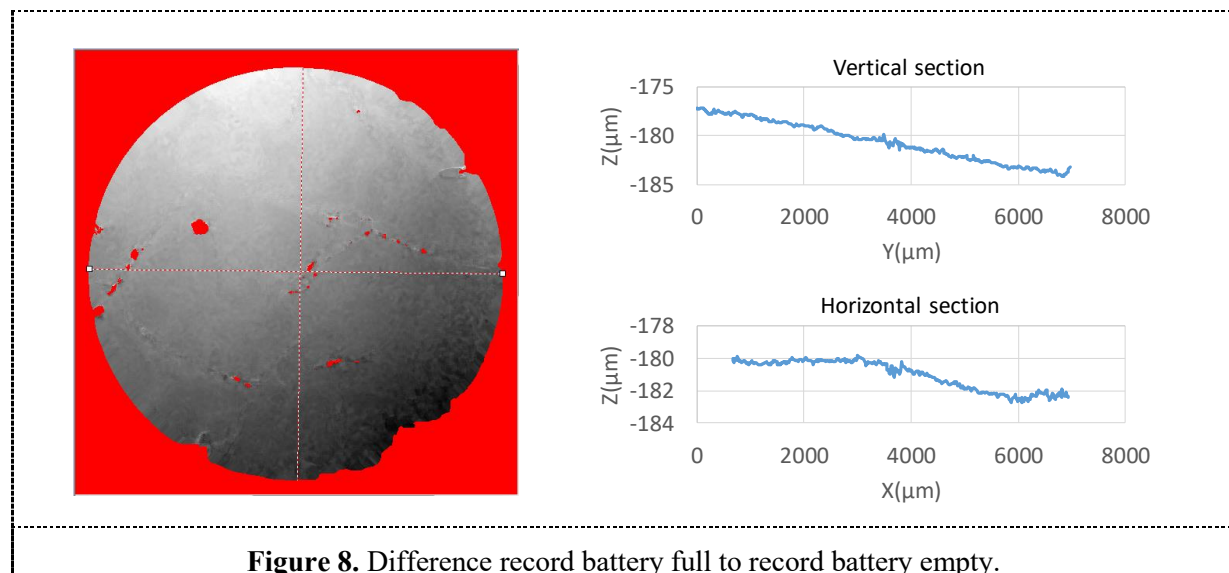 Vertical section
-175
-180
-185
Z(µm)
0 2000 4000 6000 8000
Y(µm)
Horizontal section
-178
-180
-182
-184
Z(µm)
0 2000 4000 6000 8000
X(µm)
Figure 8. Difference record battery full to record battery empty.